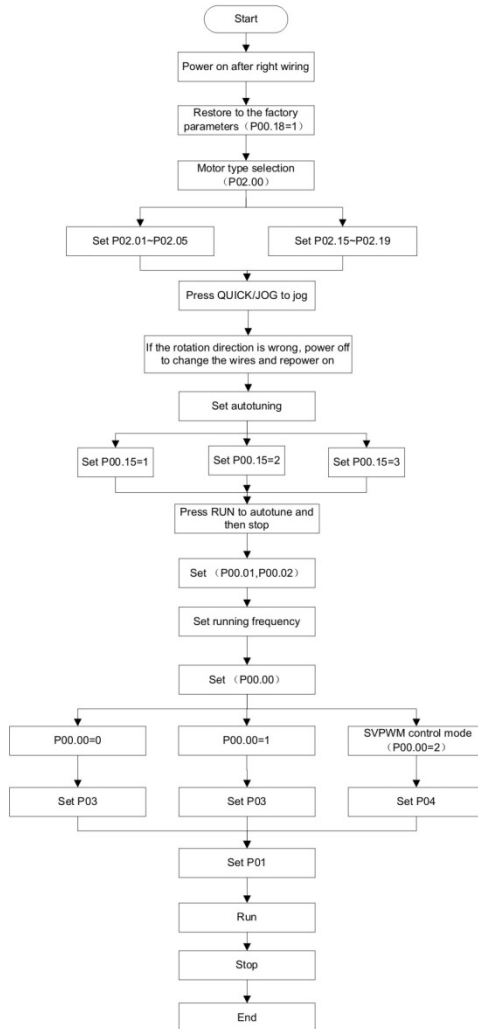 Start
Power on after right wiring
Restore to the factory
parameters（P00.18=1）
Motor type selection
（P02.00）
Set P02.01~P02.05
Set P02.15~P02.19
Press QUICK/JOG to jog
If the rotation direction is wrong, power off
to change the wires and repower on
Set autotuning
Set P00.15=1
Set P00.15=2
Set P00.15=3
Press RUN to autotune and
then stop
Set （P00.01,P00.02）
Set running frequency
Set （P00.00）
P00.00=0
P00.00=1
SVPWM control mode
（P00.00=2）
Set P03
Set P03
Set P04
Set P01
Run
Stop
End